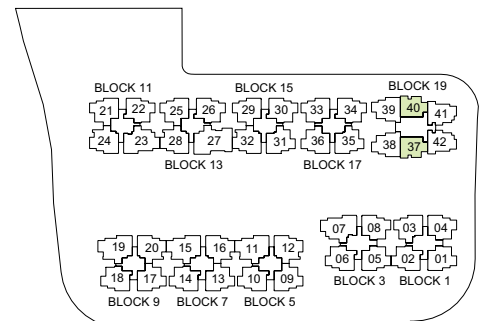 BLOCK 11 BLOCK 15 BLOCK 19
21 22 25 26 29 30 33 34 39 40 41
24 23 28 27 32 31 36 35 38 37 42
BLOCK 13 BLOCK 17
07 08 03 04
19 20 15 16 11 12
06 05 02 01
18 17 14 13 10 09
BLOCK 3 BLOCK 1
BLOCK 9 BLOCK 7 BLOCK 5